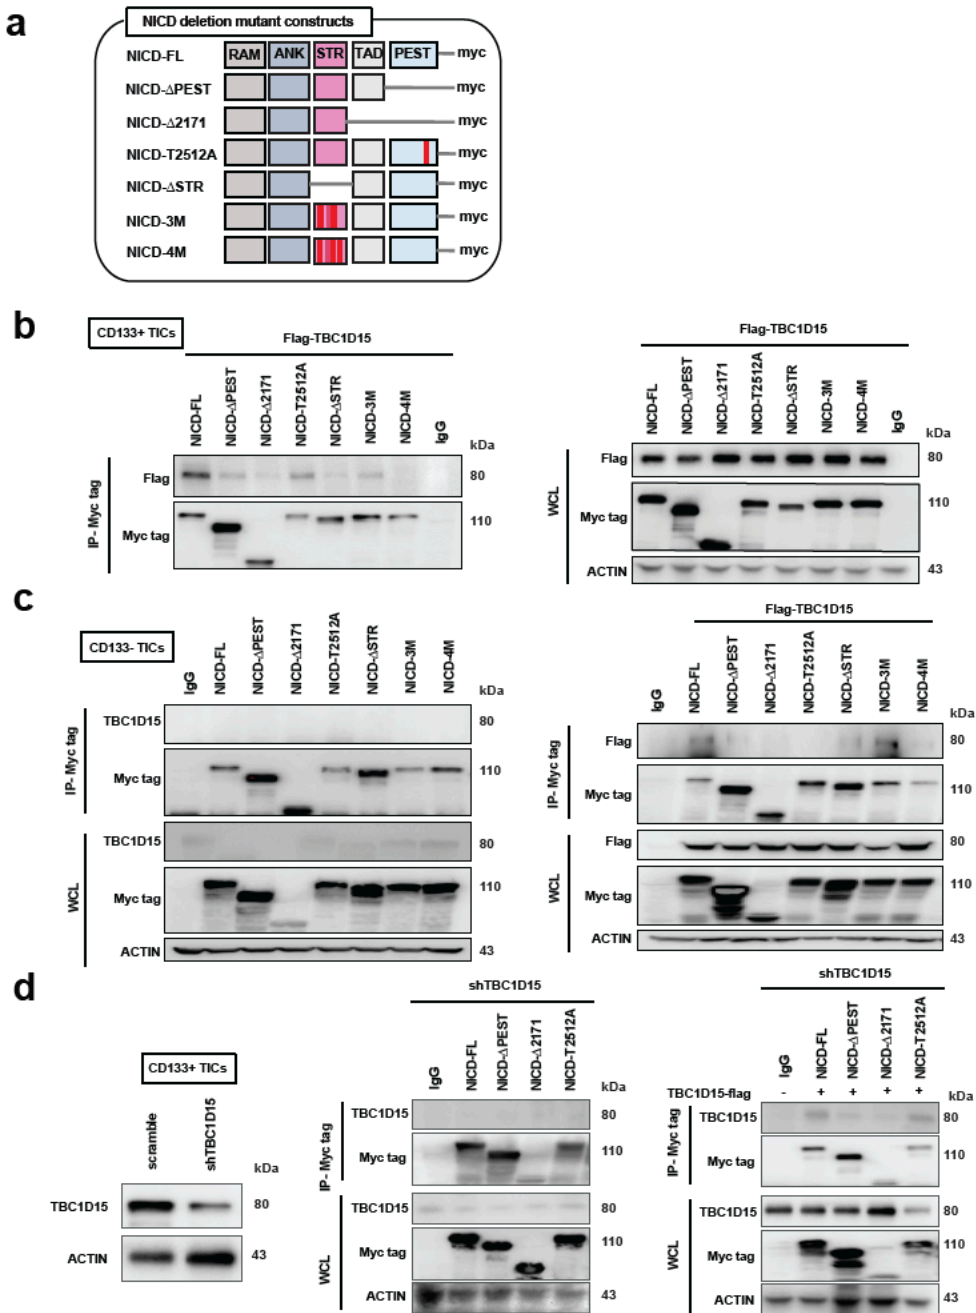 a
NICD deletion mutant constructs
NICD-FL RAM ANK STR TAD PEST myc
NICD-ΔPEST myc
NICD-Δ2171 myc
NICD-T2512A myc
NICD-ΔSTR myc
NICD-3M myc
NICD-4M myc
b
CD133+ TICs
Flag-TBC1D15
NICD-FL NICD-ΔPEST NICD-Δ2171 NICD-T2512A NICD-ΔSTR NICD-3M NICD-4M IgG
kDa
IP- Myc tag
Flag 80
Myc tag 110
Flag-TBC1D15
NICD-FL NICD-ΔPEST NICD-Δ2171 NICD-T2512A NICD-ΔSTR NICD-3M NICD-4M IgG
kDa
WCL
Flag 80
Myc tag 110
ACTIN 43
c
CD133- TICs
IgG NICD-FL NICD-ΔPEST NICD-Δ2171 NICD-T2512A NICD-ΔSTR NICD-3M NICD-4M
kDa
IP- Myc tag
TBC1D15 80
Myc tag 110
WCL
TBC1D15 80
Myc tag 110
ACTIN 43
Flag-TBC1D15
IgG NICD-FL NICD-ΔPEST NICD-Δ2171 NICD-T2512A NICD-ΔSTR NICD-3M NICD-4M
kDa
IP- Myc tag
Flag 80
Myc tag 110
WCL
Flag 80
Myc tag 110
ACTIN 43
d
CD133+ TICs
scramble shTBC1D15
kDa
TBC1D15 80
ACTIN 43
shTBC1D15
IgG NICD-FL NICD-ΔPEST NICD-Δ2171 NICD-T2512A
kDa
IP- Myc tag
TBC1D15 80
Myc tag 110
WCL
TBC1D15 80
Myc tag 110
ACTIN 43
shTBC1D15
IgG NICD-FL NICD-ΔPEST NICD-Δ2171 NICD-T2512A
TBC1D15-flag - + + + + kDa
IP- Myc tag
TBC1D15 80
Myc tag 110
WCL
TBC1D15 80
Myc tag 110
ACTIN 43